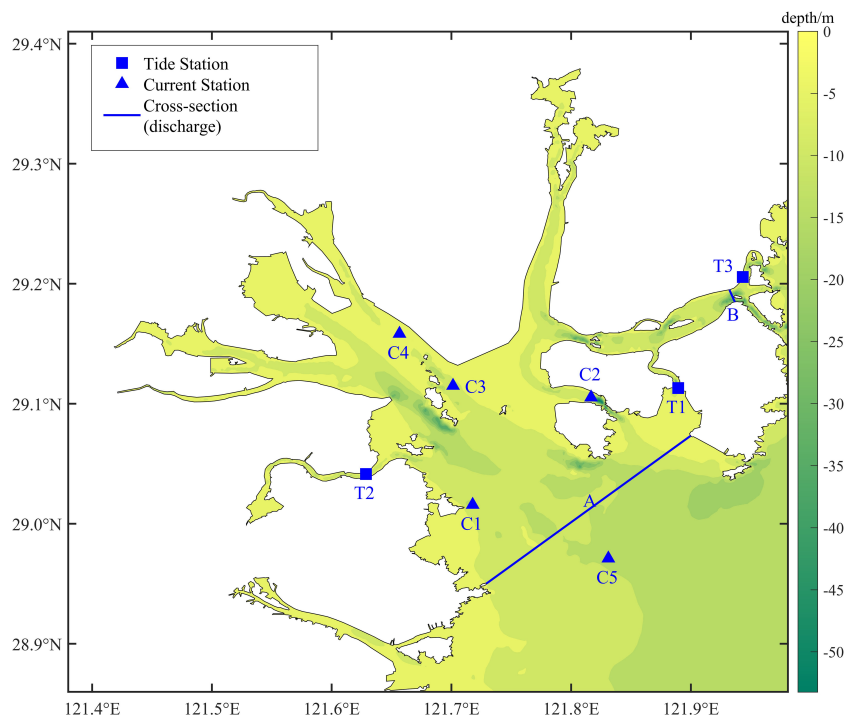 depth/m
Tide Station
Current Station
Cross-section
(discharge)
29.4°N
29.3°N
29.2°N
29.1°N
29.0°N
28.9°N
121.4°E
121.5°E
121.6°E
121.7°E
121.8°E
121.9°E
T3
B
C4
C3
C2
T1
T2
C1
A
C5
0
-5
-10
-15
-20
-25
-30
-35
-40
-45
-50